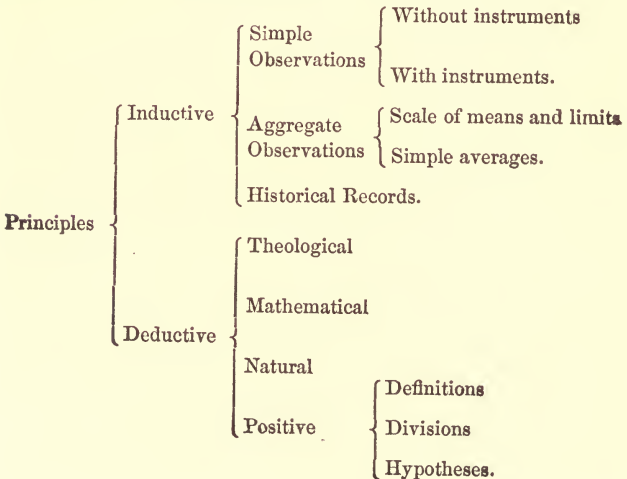 Without instruments
Simple
Observations
With instruments.
Inductive
Scale of means and limits
Aggregate
Observations
Simple averages.
Historical Records.
Principles
Theological
Mathematical
Deductive
Natural
Definitions
Positive
Divisions
Hypotheses.